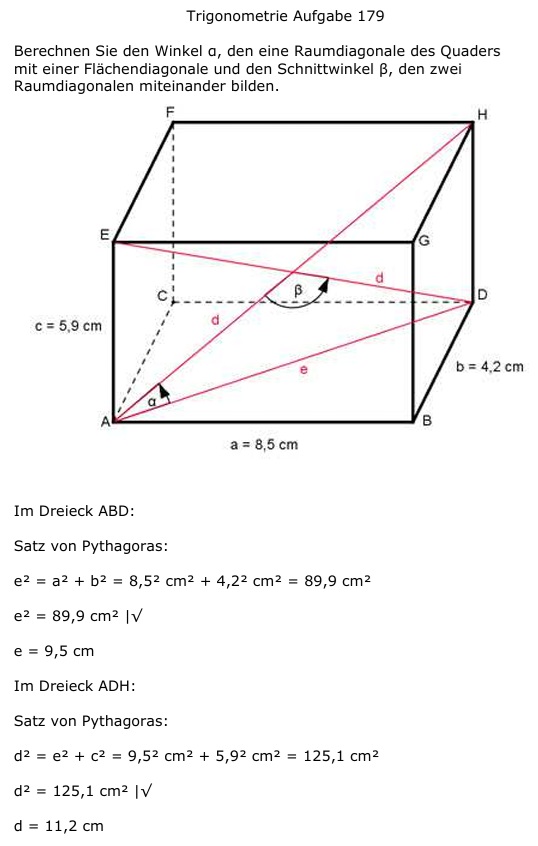 Trigonometrie Aufgabe 179
Berechnen Sie den Winkel α, den eine Raumdiagonale des Quaders
mit einer Flächendiagonale und den Schnittwinkel β, den zwei
Raumdiagonalen miteinander bilden.
F
H
E
G
d
β
C
D
d
c = 5,9 cm
e
b = 4,2 cm
α
A
B
a = 8,5 cm
Im Dreieck ABD:
Satz von Pythagoras:
e² = a² + b² = 8,5² cm² + 4,2² cm² = 89,9 cm²
e² = 89,9 cm² |√
e = 9,5 cm
Im Dreieck ADH:
Satz von Pythagoras:
d² = e² + c² = 9,5² cm² + 5,9² cm² = 125,1 cm²
d² = 125,1 cm² |√
d = 11,2 cm